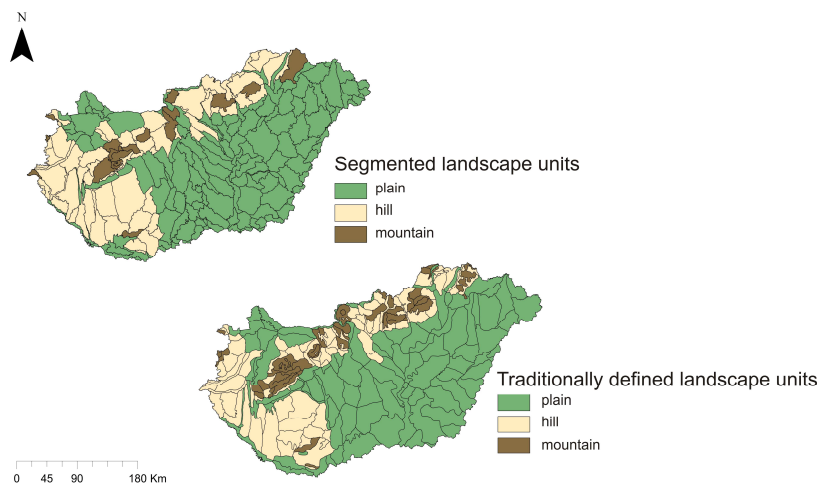 N
Segmented landscape units
plain
hill
mountain
Traditionally defined landscape units
plain
hill
mountain
0 45 90 180 Km